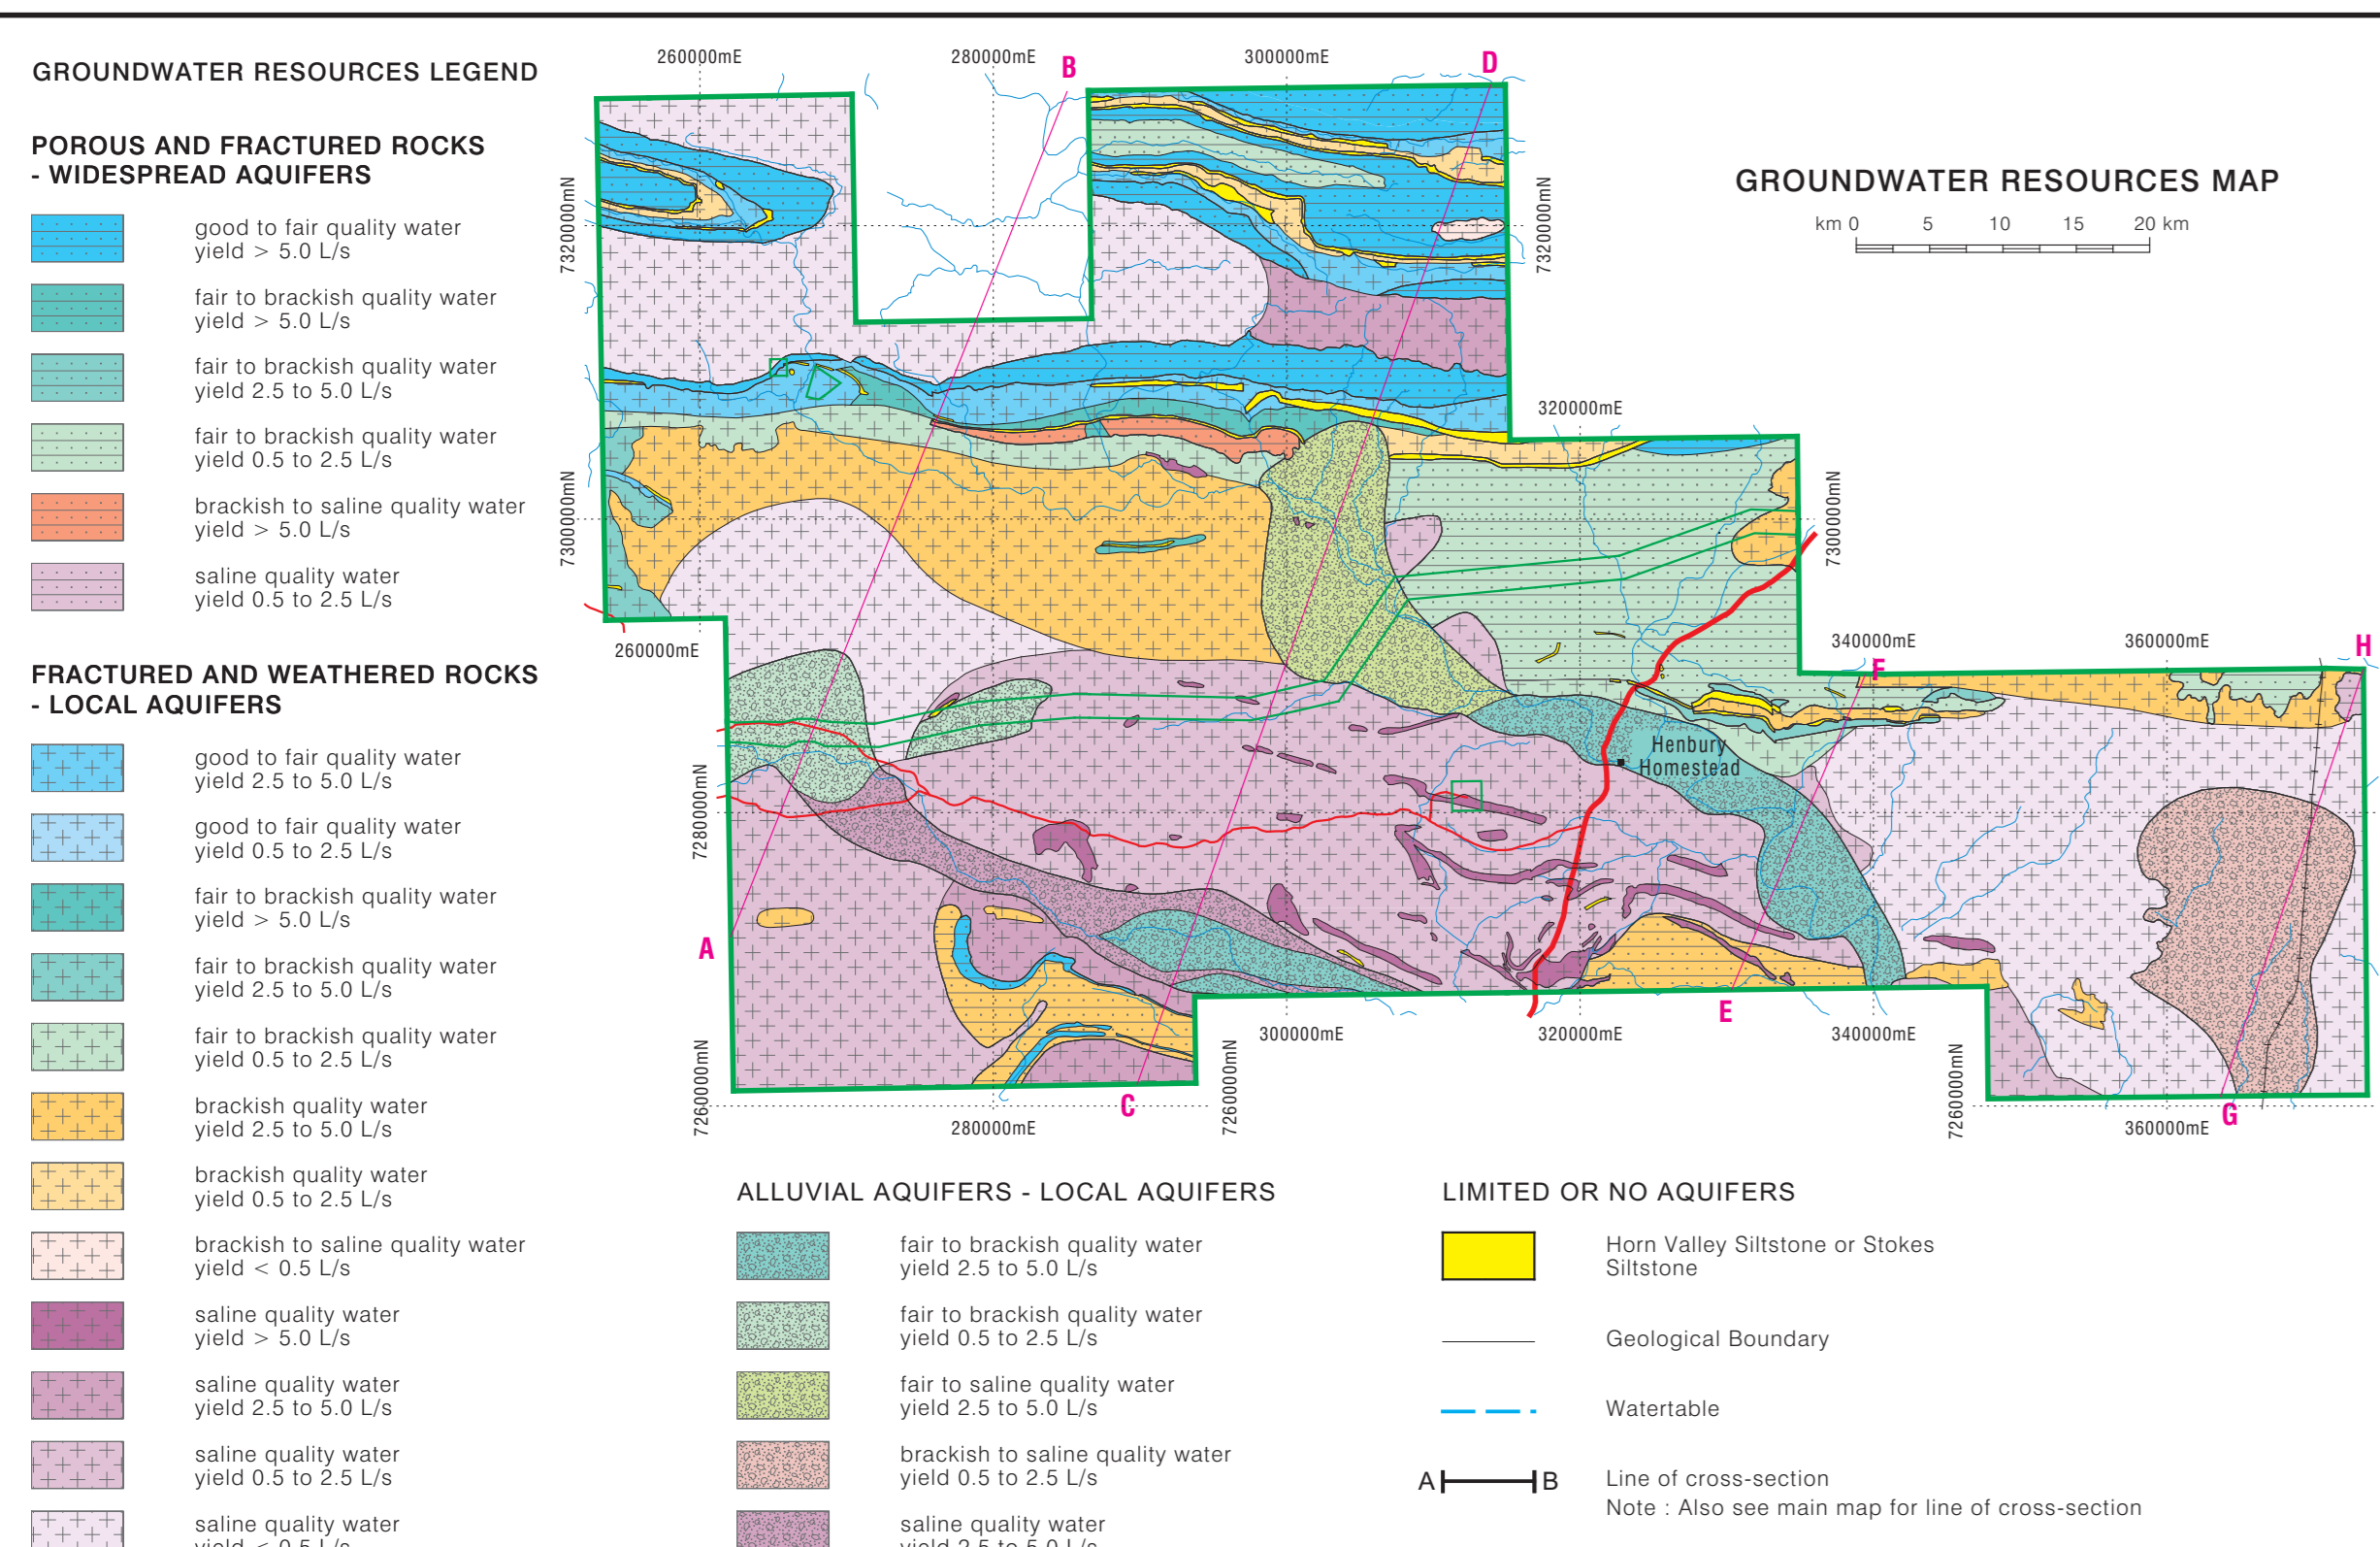 GROUNDWATER RESOURCES LEGEND
POROUS AND FRACTURED ROCKS
- WIDESPREAD AQUIFERS
good to fair quality water
yield > 5.0 L/s
fair to brackish quality water
yield > 5.0 L/s
fair to brackish quality water
yield 2.5 to 5.0 L/s
fair to brackish quality water
yield 0.5 to 2.5 L/s
brackish to saline quality water
yield > 5.0 L/s
saline quality water
yield 0.5 to 2.5 L/s
FRACTURED AND WEATHERED ROCKS
- LOCAL AQUIFERS
good to fair quality water
yield 2.5 to 5.0 L/s
good to fair quality water
yield 0.5 to 2.5 L/s
fair to brackish quality water
yield > 5.0 L/s
fair to brackish quality water
yield 2.5 to 5.0 L/s
fair to brackish quality water
yield 0.5 to 2.5 L/s
brackish quality water
yield 2.5 to 5.0 L/s
brackish quality water
yield 0.5 to 2.5 L/s
brackish to saline quality water
yield < 0.5 L/s
saline quality water
yield > 5.0 L/s
saline quality water
yield 2.5 to 5.0 L/s
saline quality water
yield 0.5 to 2.5 L/s
saline quality water
yield < 0.5 L/s
260000mE
280000mE
B
300000mE
D
GROUNDWATER RESOURCES MAP
km 0 5 10 15 20 km
7320000mN
7320000mN
320000mE
7300000mN
7300000mN
260000mE
340000mE
F
360000mE
H
Henbury
Homestead
7280000mN
A
E
300000mE
320000mE
340000mE
7260000mN
7260000mN
7260000mN
C
G
280000mE
360000mE
ALLUVIAL AQUIFERS - LOCAL AQUIFERS
fair to brackish quality water
yield 2.5 to 5.0 L/s
fair to brackish quality water
yield 0.5 to 2.5 L/s
fair to saline quality water
yield 2.5 to 5.0 L/s
brackish to saline quality water
yield 0.5 to 2.5 L/s
saline quality water
yield 2.5 to 5.0 L/s
LIMITED OR NO AQUIFERS
Horn Valley Siltstone or Stokes
Siltstone
Geological Boundary
Watertable
A B Line of cross-section
Note : Also see main map for line of cross-section